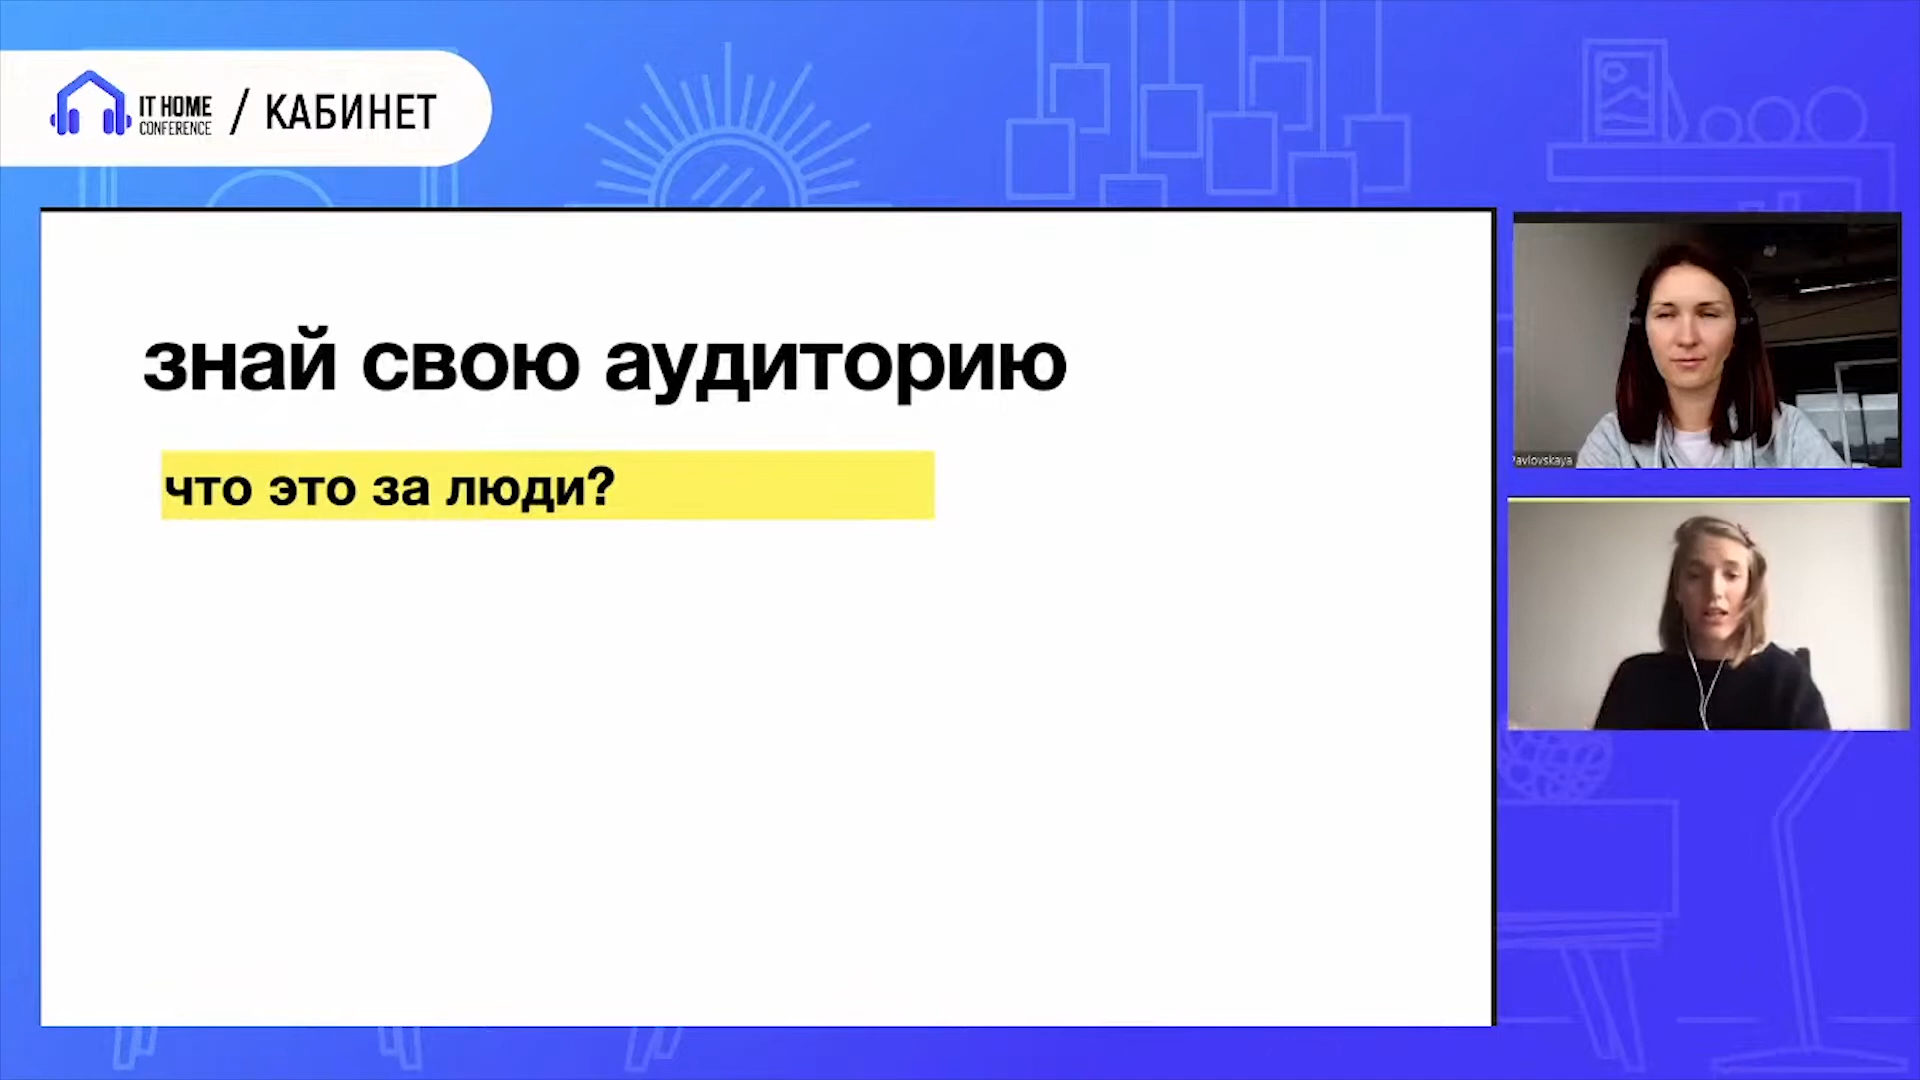 IT HOME
CONFERENCE
/ КАБИНЕТ
знай свою аудиторию
что это за люди?
Pavlovskaya